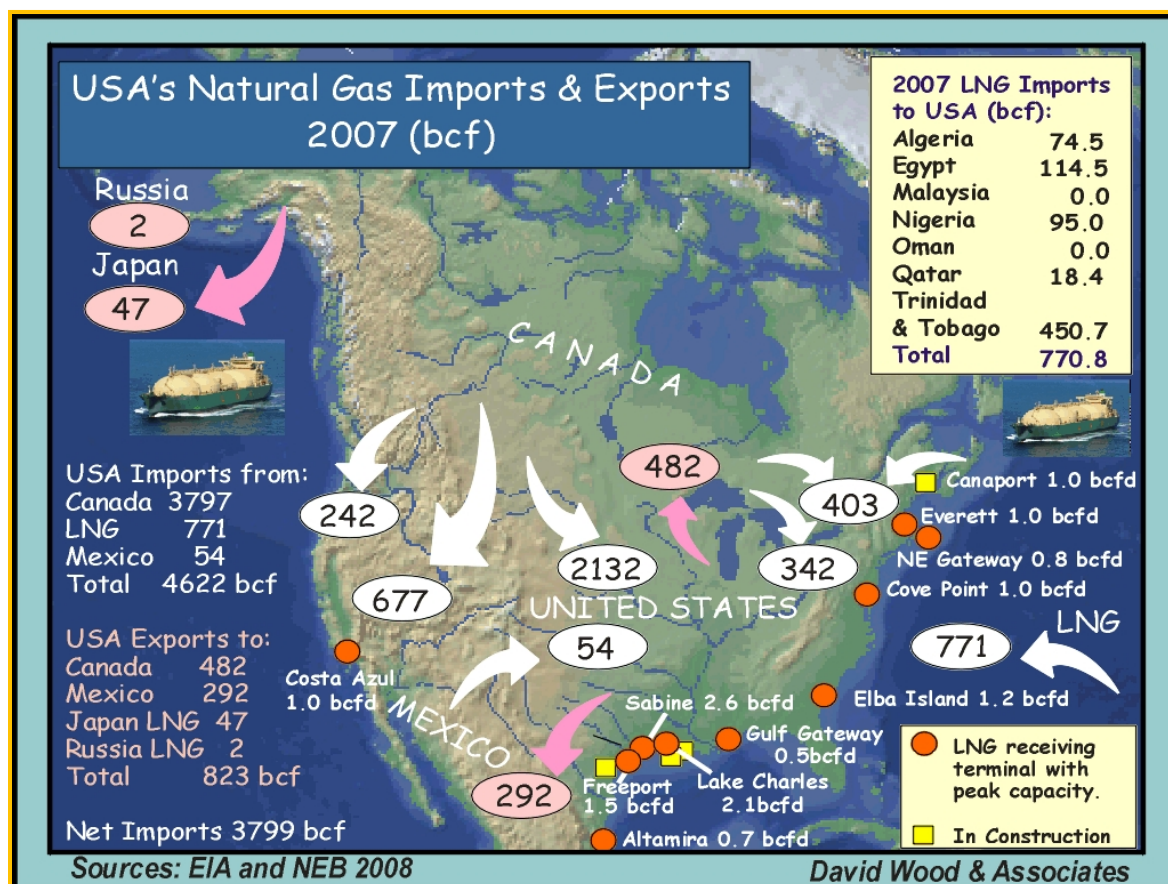 USA's Natural Gas Imports & Exports
2007 (bcf)
2007 LNG Imports
to USA (bcf):
Algeria 74.5
Egypt 114.5
Malaysia 0.0
Nigeria 95.0
Oman 0.0
Qatar 18.4
Trinidad
& Tobago 450.7
Total 770.8
Russia
2
Japan
47
CANADA
USA Imports from:
Canada 3797
LNG 771
Mexico 54
Total 4622 bcf
USA Exports to:
Canada 482
Mexico 292
Japan LNG 47
Russia LNG 2
Total 823 bcf
Net Imports 3799 bcf
242
677
482
403
2132
342
UNITED STATES
54
771
LNG
Canaport 1.0 bcfd
Everett 1.0 bcfd
NE Gateway 0.8 bcfd
Cove Point 1.0 bcfd
Elba Island 1.2 bcfd
Costa Azul
1.0 bcfd
MEXICO
Sabine 2.6 bcfd
Gulf Gateway
0.5bcfd
Freeport
1.5 bcfd
Lake Charles
2.1bcfd
292
Altamira 0.7 bcfd
LNG receiving
terminal with
peak capacity.
In Construction
Sources: EIA and NEB 2008
David Wood & Associates